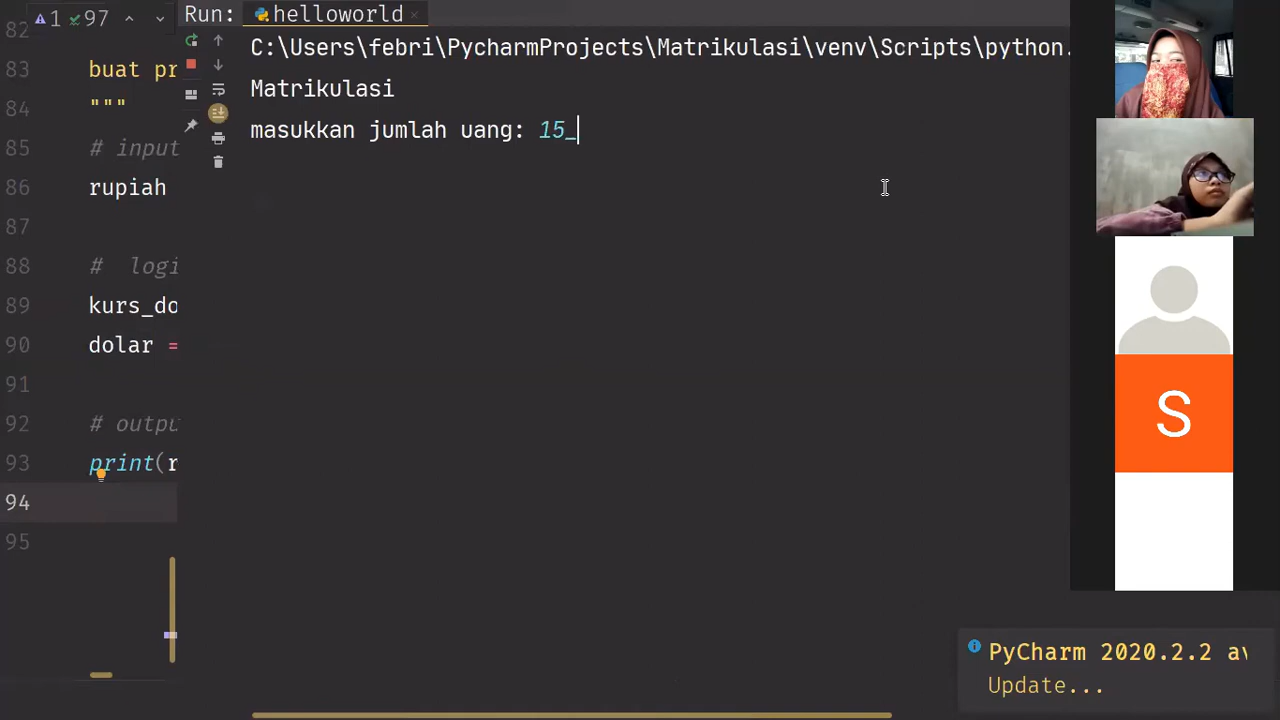 1 97
82
83 buat pr
84 """
85 # input
86 rupiah
87
88 # logi
89 kurs_do
90 dolar =
91
92 # outpu
93 print(r
94
95
Run: helloworld
C:\Users\febri\PycharmProjects\Matrikulasi\venv\Scripts\python.
Matrikulasi
masukkan jumlah uang: 15_
S
PyCharm 2020.2.2 av
Update...